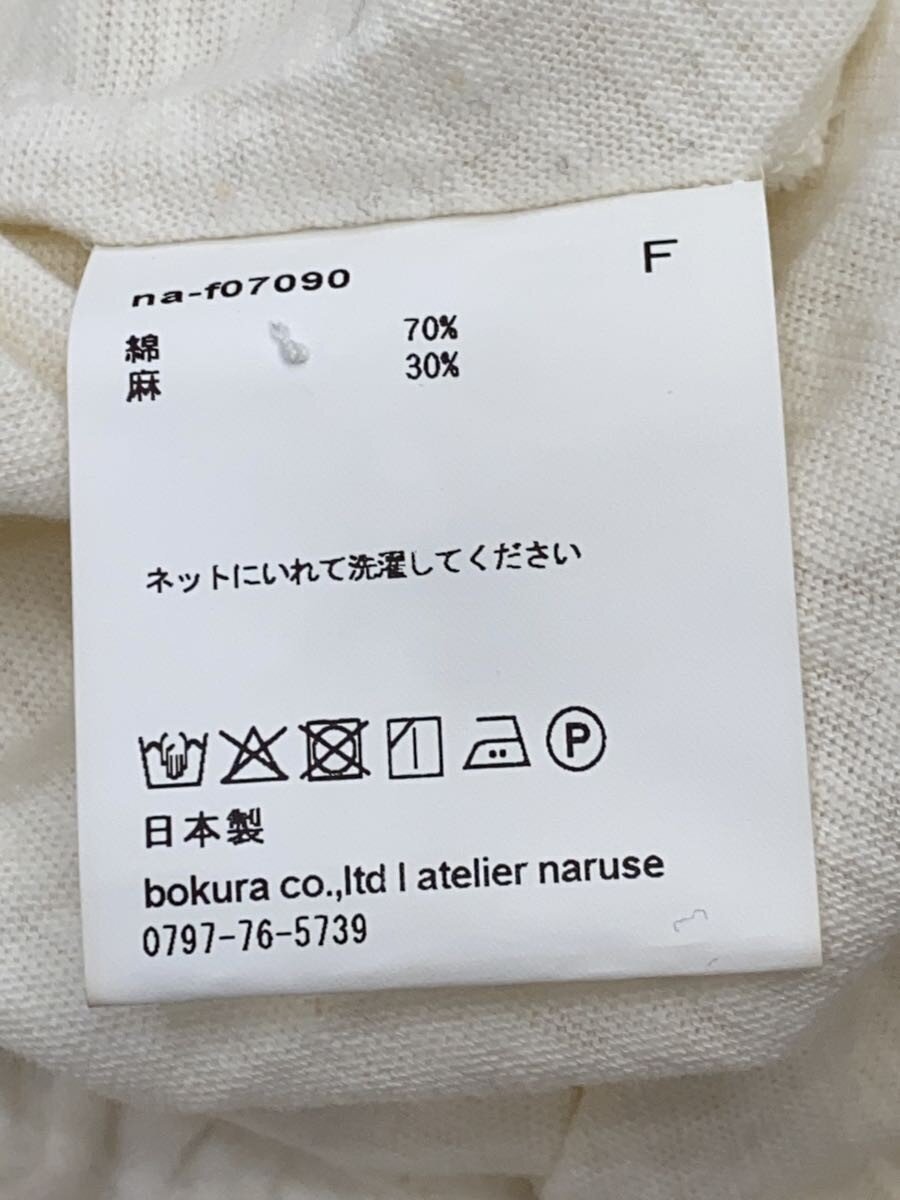 na-f07090 F
綿 70%
麻 30%
ネットにいれて洗濯してください
P
日本製
bokura co.,ltd l atelier naruse
0797-76-5739